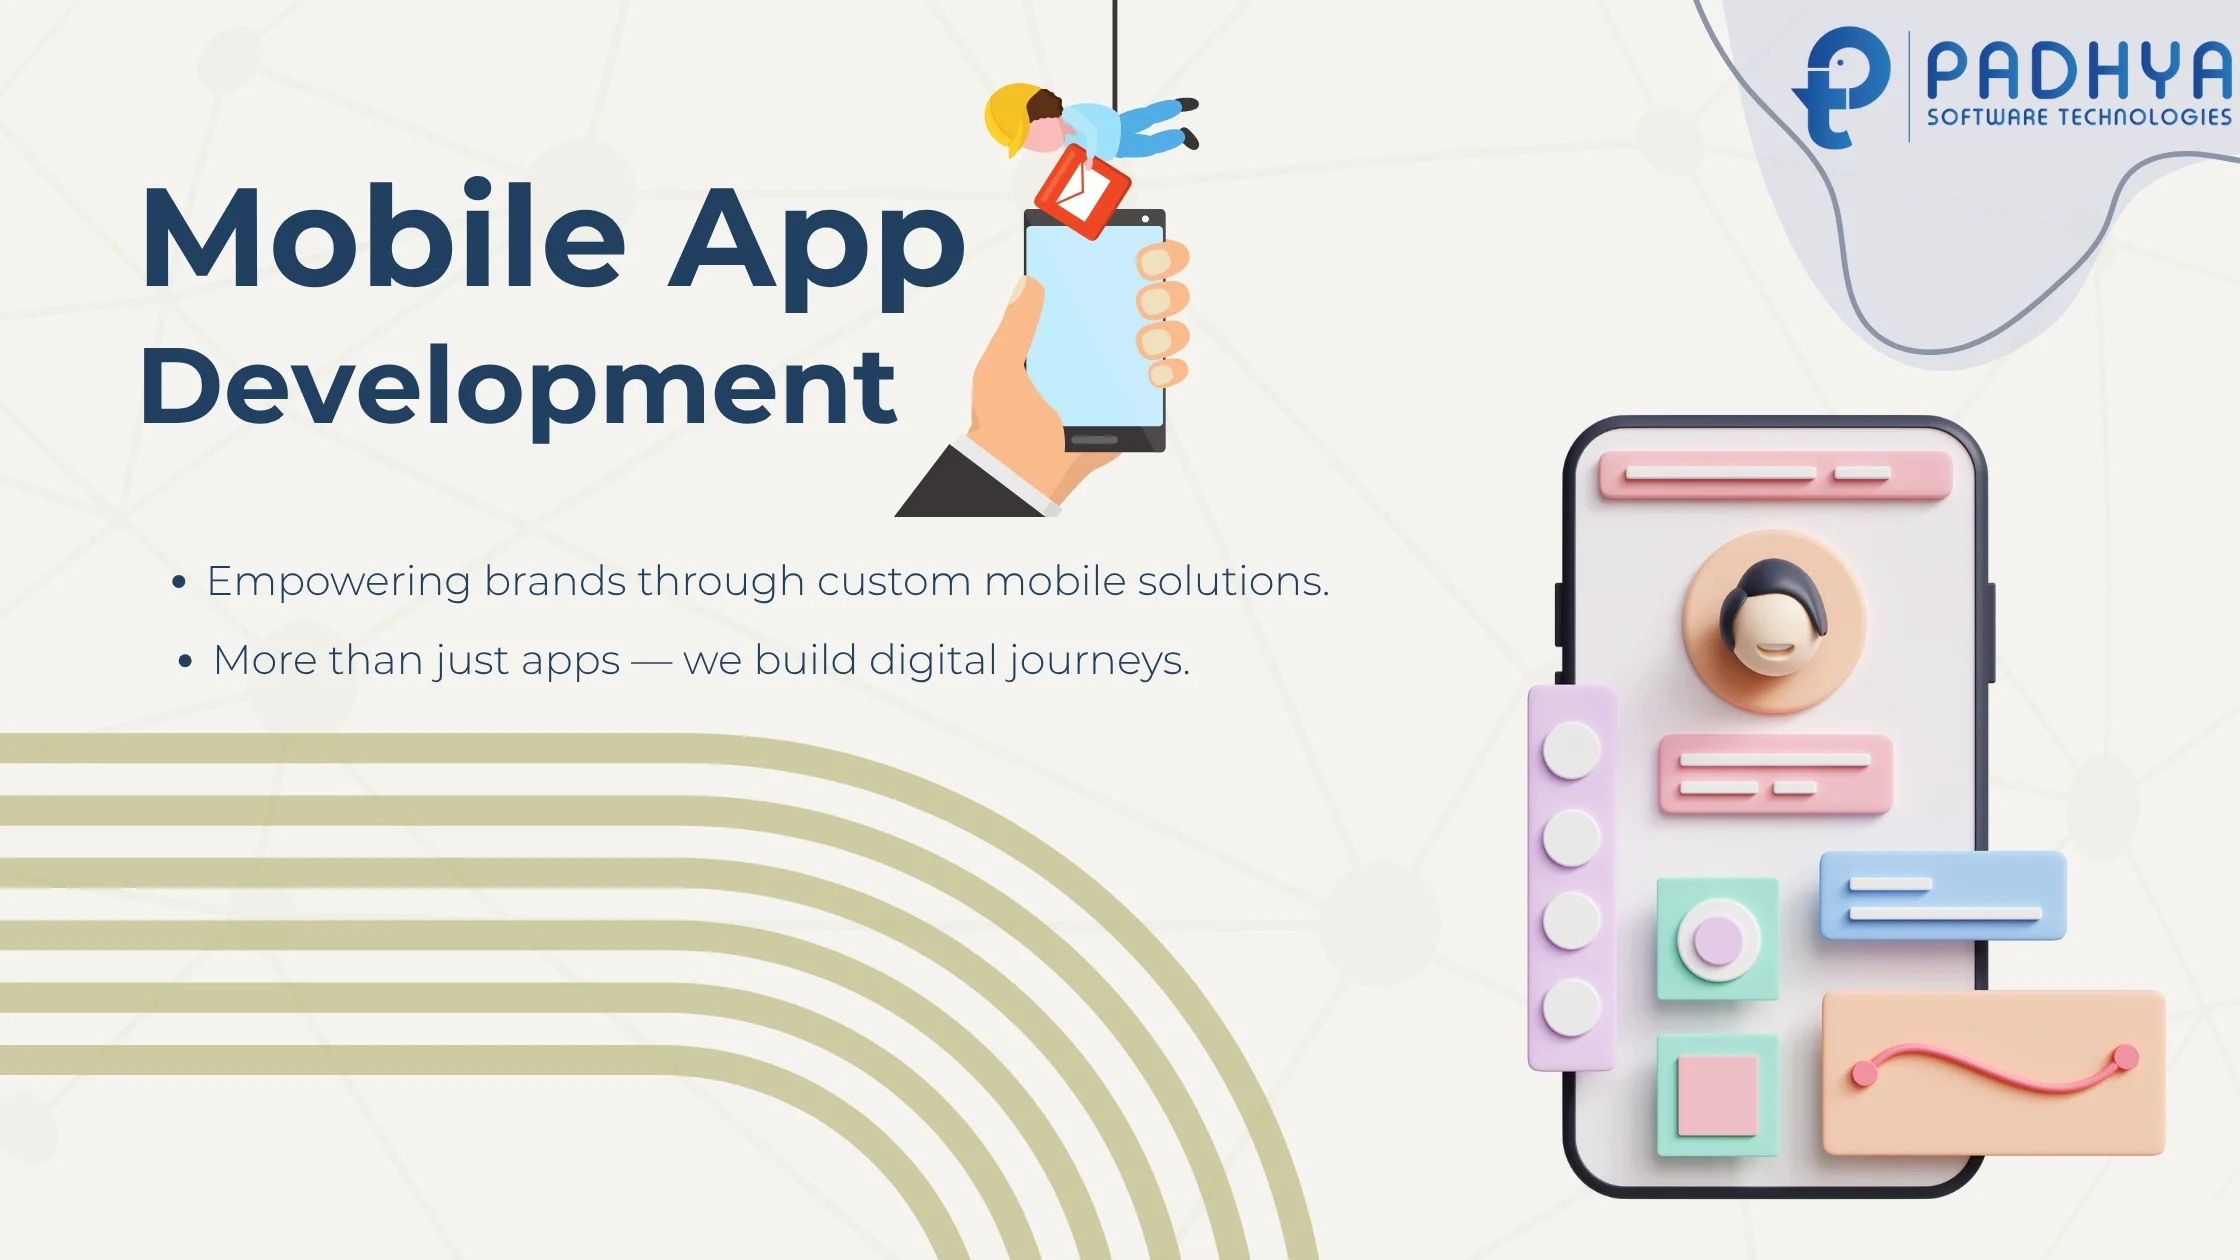 PADHYA
SOFTWARE TECHNOLOGIES
Mobile App
Development
• Empowering brands through custom mobile solutions.
• More than just apps — we build digital journeys.